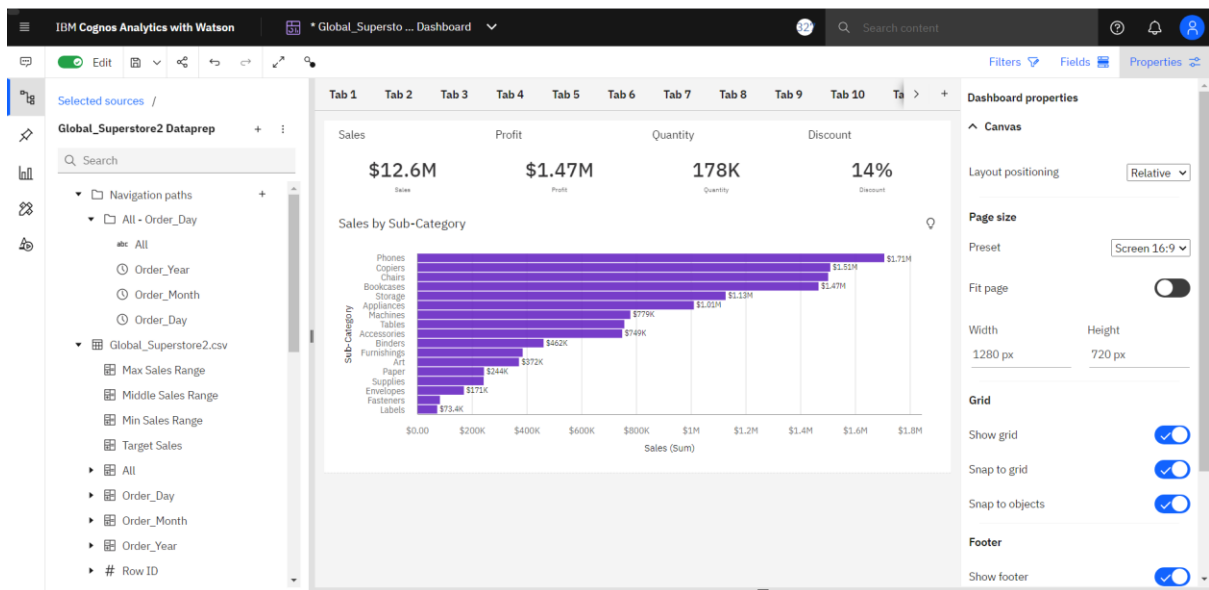 IBM Cognos Analytics with Watson
* Global_Supersto ... Dashboard
32°
Search content
Edit
Filters
Fields
Properties
Selected sources /
Global_Superstore2 Dataprep
Search
Navigation paths
All - Order_Day
abc All
Order_Year
Order_Month
Order_Day
Global_Superstore2.csv
Max Sales Range
Middle Sales Range
Min Sales Range
Target Sales
All
Order_Day
Order_Month
Order_Year
# Row ID
Tab 1 Tab 2 Tab 3 Tab 4 Tab 5 Tab 6 Tab 7 Tab 8 Tab 9 Tab 10 Ta
Sales Profit Quantity Discount
$12.6M $1.47M 178K 14%
Sales Profit Quantity Discount
Sales by Sub-Category
Sub-Category
Phones $1.71M
Copiers $1.51M
Chairs
Bookcases $1.47M
Storage $1.13M
Appliances $1.01M
Machines $779K
Tables
Accessories $749K
Binders $462K
Furnishings
Art $372K
Paper $244K
Supplies
Envelopes $171K
Fasteners
Labels $73.4K
$0.00 $200K $400K $600K $800K $1M $1.2M $1.4M $1.6M $1.8M
Sales (Sum)
Dashboard properties
Canvas
Layout positioning Relative
Page size
Preset Screen 16:9
Fit page
Width Height
1280 px 720 px
Grid
Show grid
Snap to grid
Snap to objects
Footer
Show footer